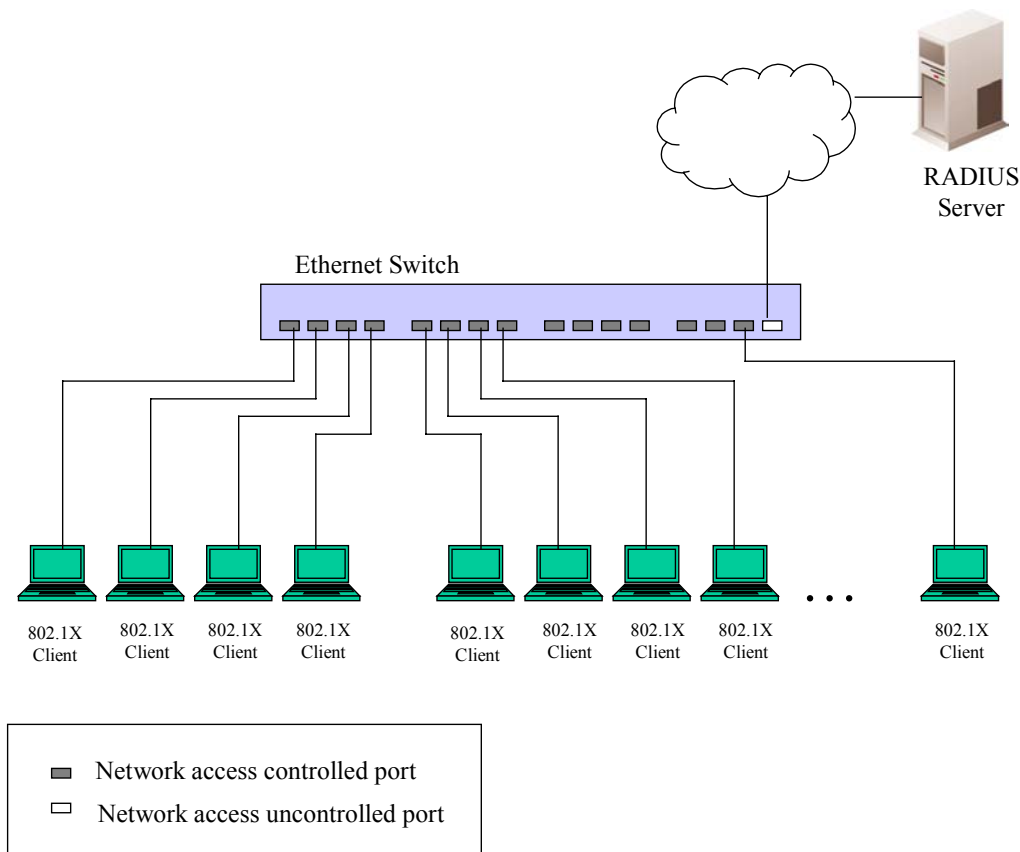 RADIUS
Server
Ethernet Switch
802.1X
Client
802.1X
Client
802.1X
Client
802.1X
Client
802.1X
Client
802.1X
Client
802.1X
Client
802.1X
Client
. . .
802.1X
Client
Network access controlled port
Network access uncontrolled port